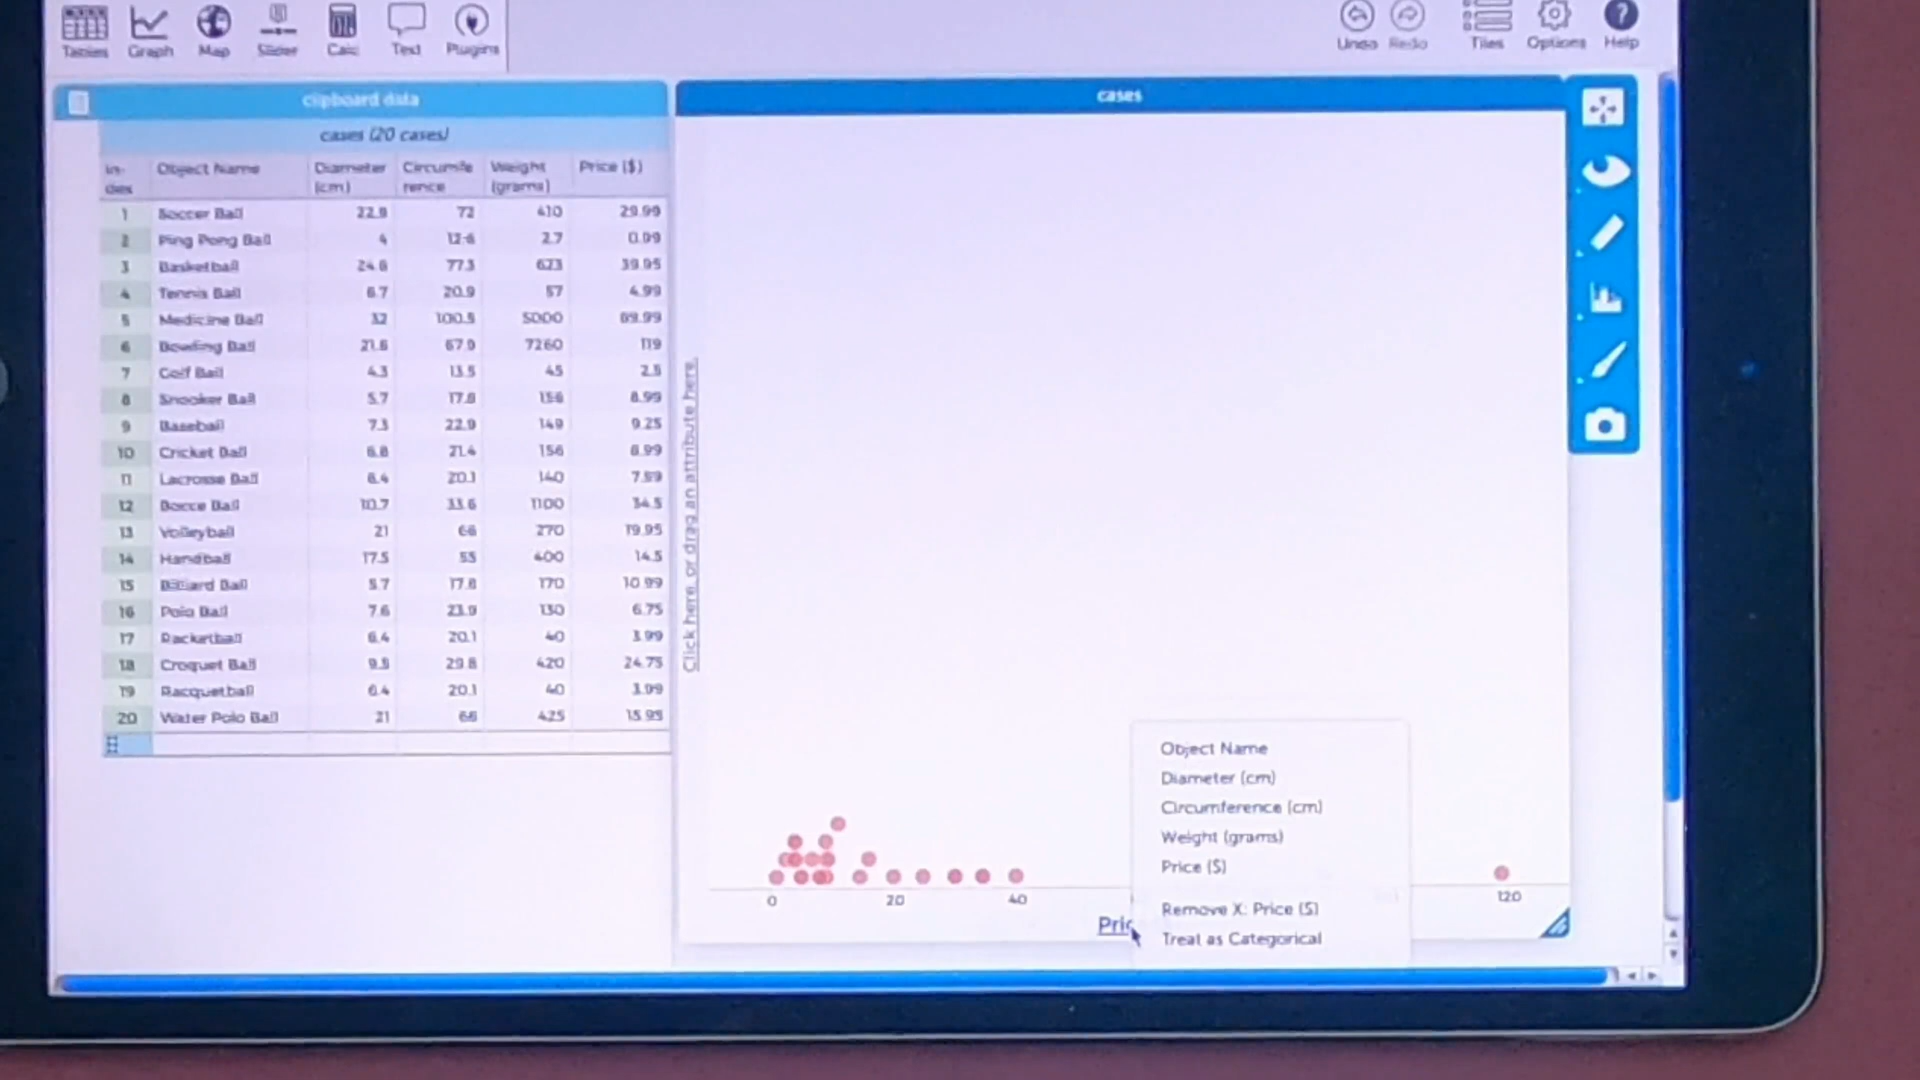 Tables Graph Map Slider Calc Text Plugins
Undo Redo Tiles Options Help
clipboard data
cases (20 cases)
in-dex Object Name Diameter (cm) Circumfe rence Weight (grams) Price ($)
1 Soccer Ball 22.8 72 410 29.99
2 Ping Pong Ball 4 12.6 2.7 0.99
3 Basketball 24.6 77.3 623 39.95
4 Tennis Ball 6.7 20.9 57 4.99
5 Medicine Ball 32 100.5 5000 69.99
6 Bowling Ball 21.6 67.9 7260 119
7 Golf Ball 4.3 13.5 45 2.5
8 Snooker Ball 5.7 17.8 156 8.99
9 Baseball 7.3 22.9 149 9.25
10 Cricket Ball 6.8 21.4 156 8.99
11 Lacrosse Ball 6.4 20.1 140 7.89
12 Bocce Ball 10.7 33.6 1100 34.5
13 Volleyball 21 66 270 19.95
14 Handball 17.5 55 400 14.5
15 Billiard Ball 5.7 17.8 170 10.99
16 Polo Ball 7.6 23.9 130 6.75
17 Racketball 6.4 20.1 40 3.99
18 Croquet Ball 9.5 29.8 420 24.75
19 Racquetball 6.4 20.1 40 3.99
20 Water Polo Ball 21 66 425 15.95
cases
Click here, or drag an attribute here.
0 20 40 120
Pric
Object Name
Diameter (cm)
Circumference (cm)
Weight (grams)
Price ($)
Remove X: Price ($)
Treat as Categorical